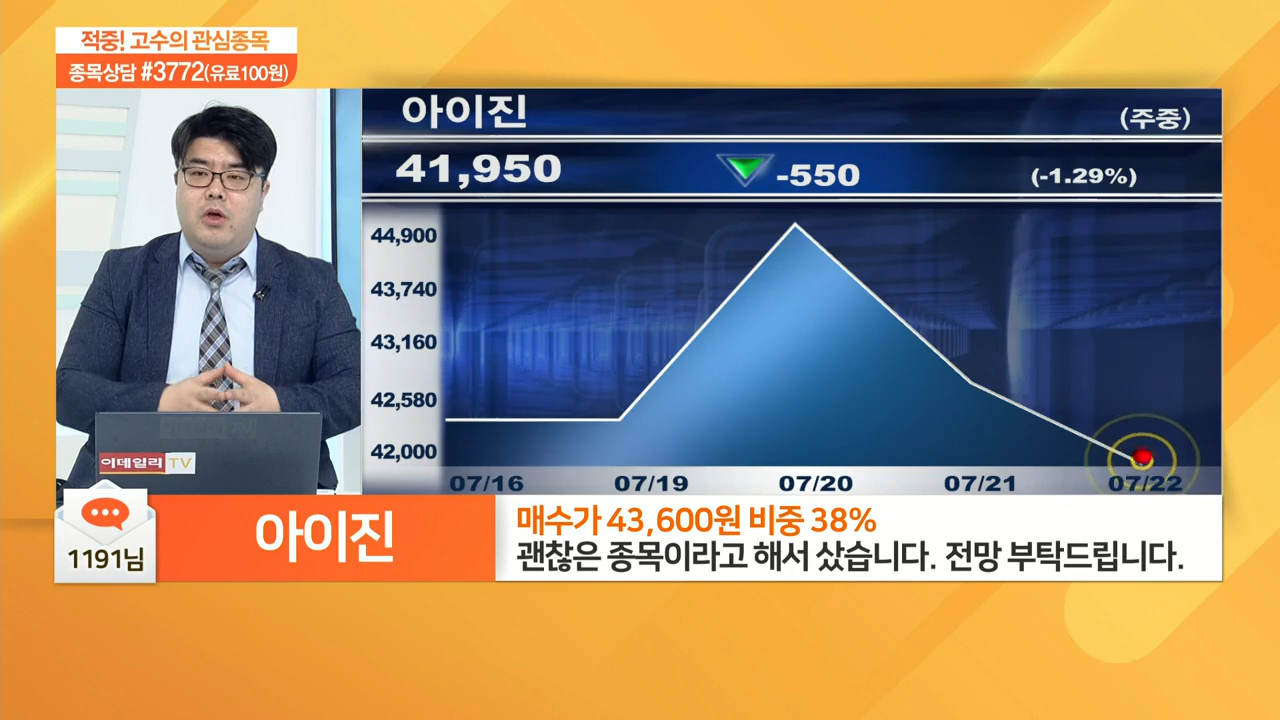 적중! 고수의 관심종목
종목상담 #3772(유료100원)
아이진
(주중)
41,950
-550
(-1.29%)
44,900
43,740
43,160
42,580
42,000
07/16
07/19
07/20
07/21
07/22
이데일리 TV
1191님
아이진
매수가 43,600원 비중 38%
괜찮은 종목이라고 해서 샀습니다. 전망 부탁드립니다.